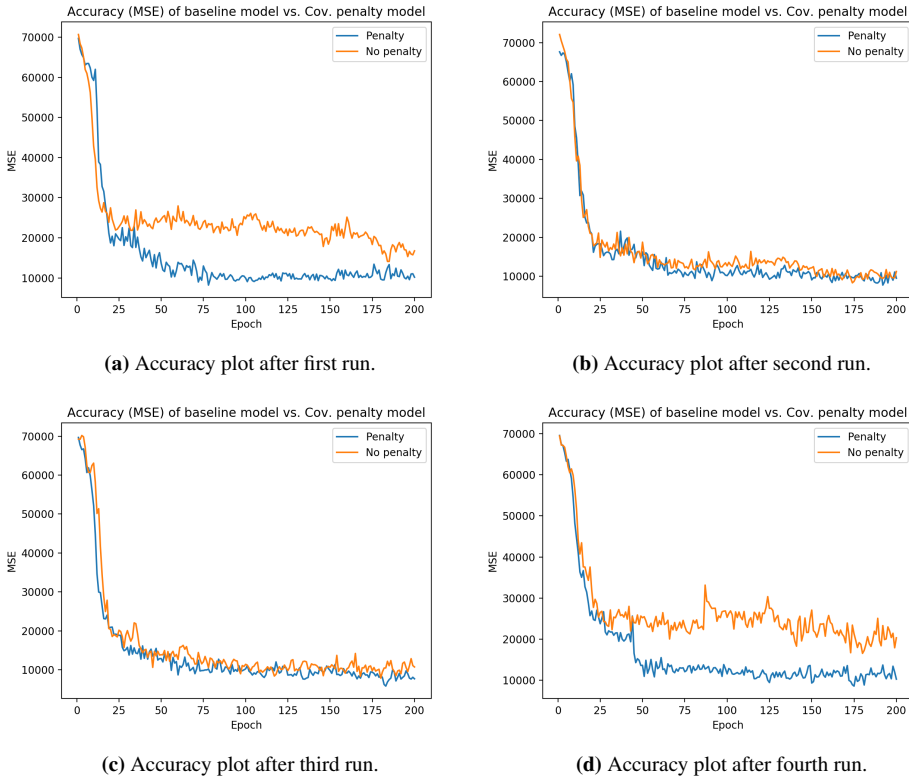 Accuracy (MSE) of baseline model vs. Cov. penalty model
Penalty
No penalty
70000
60000
50000
40000
30000
20000
10000
MSE
0 25 50 75 100 125 150 175 200
Epoch
(a) Accuracy plot after first run.
Accuracy (MSE) of baseline model vs. Cov. penalty model
Penalty
No penalty
70000
60000
50000
40000
30000
20000
10000
MSE
0 25 50 75 100 125 150 175 200
Epoch
(b) Accuracy plot after second run.
Accuracy (MSE) of baseline model vs. Cov. penalty model
Penalty
No penalty
70000
60000
50000
40000
30000
20000
10000
MSE
0 25 50 75 100 125 150 175 200
Epoch
(c) Accuracy plot after third run.
Accuracy (MSE) of baseline model vs. Cov. penalty model
Penalty
No penalty
70000
60000
50000
40000
30000
20000
10000
MSE
0 25 50 75 100 125 150 175 200
Epoch
(d) Accuracy plot after fourth run.